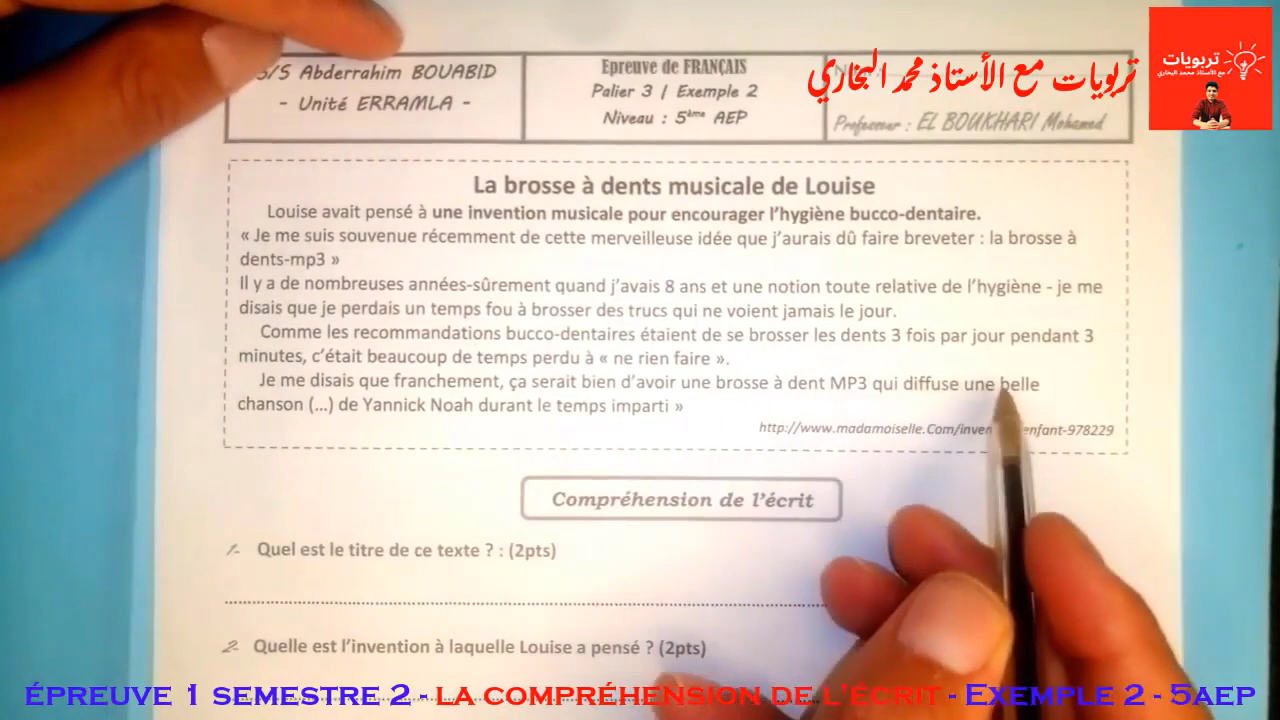 S/S Abderrahim BOUABID
- Unité ERRAMLA -
Epreuve de FRANÇAIS
Palier 3 / Exemple 2
Niveau : 5ème AEP
تربويات مع الأستاذ محمد البخاري
Professeur : EL BOUKHARI Mohamed
تربويات
مع الأستاذ محمد البخاري
La brosse à dents musicale de Louise
Louise avait pensé à une invention musicale pour encourager l'hygiène bucco-dentaire.
« Je me suis souvenue récemment de cette merveilleuse idée que j'aurais dû faire breveter : la brosse à
dents-mp3 »
Il y a de nombreuses années-sûrement quand j'avais 8 ans et une notion toute relative de l'hygiène - je me
disais que je perdais un temps fou à brosser des trucs qui ne voient jamais le jour.
Comme les recommandations bucco-dentaires étaient de se brosser les dents 3 fois par jour pendant 3
minutes, c'était beaucoup de temps perdu à « ne rien faire ».
Je me disais que franchement, ça serait bien d'avoir une brosse à dent MP3 qui diffuse une belle
chanson (...) de Yannick Noah durant le temps imparti »
http://www.madamoiselle.Com/inven enfant-978229
Compréhension de l'écrit
1- Quel est le titre de ce texte ? : (2pts)
2- Quelle est l'invention à laquelle Louise a pensé ? (2pts)
ÉPREUVE 1 SEMESTRE 2 - LA COMPRÉHENSION DE L'ÉCRIT - EXEMPLE 2 - 5AEP